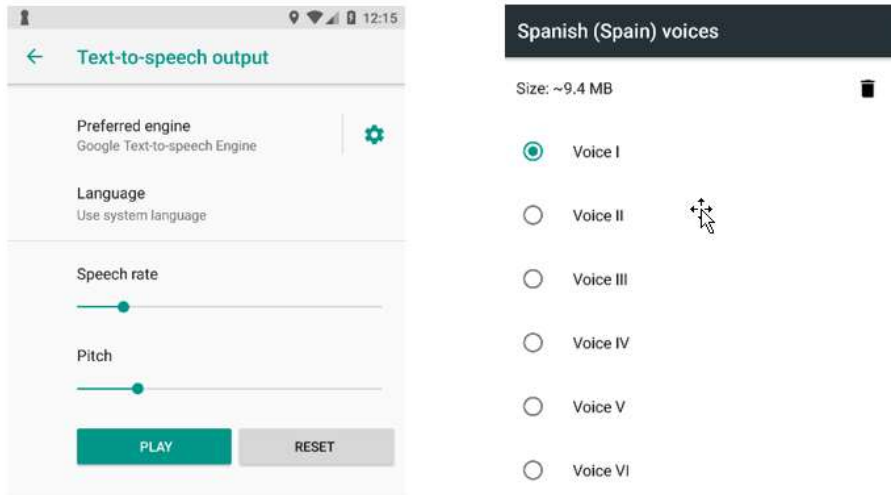 12:15
Text-to-speech output
Preferred engine
Google Text-to-speech Engine
Language
Use system language
Speech rate
Pitch
PLAY
RESET
Spanish (Spain) voices
Size: ~9.4 MB
Voice I
Voice II
Voice III
Voice IV
Voice V
Voice VI